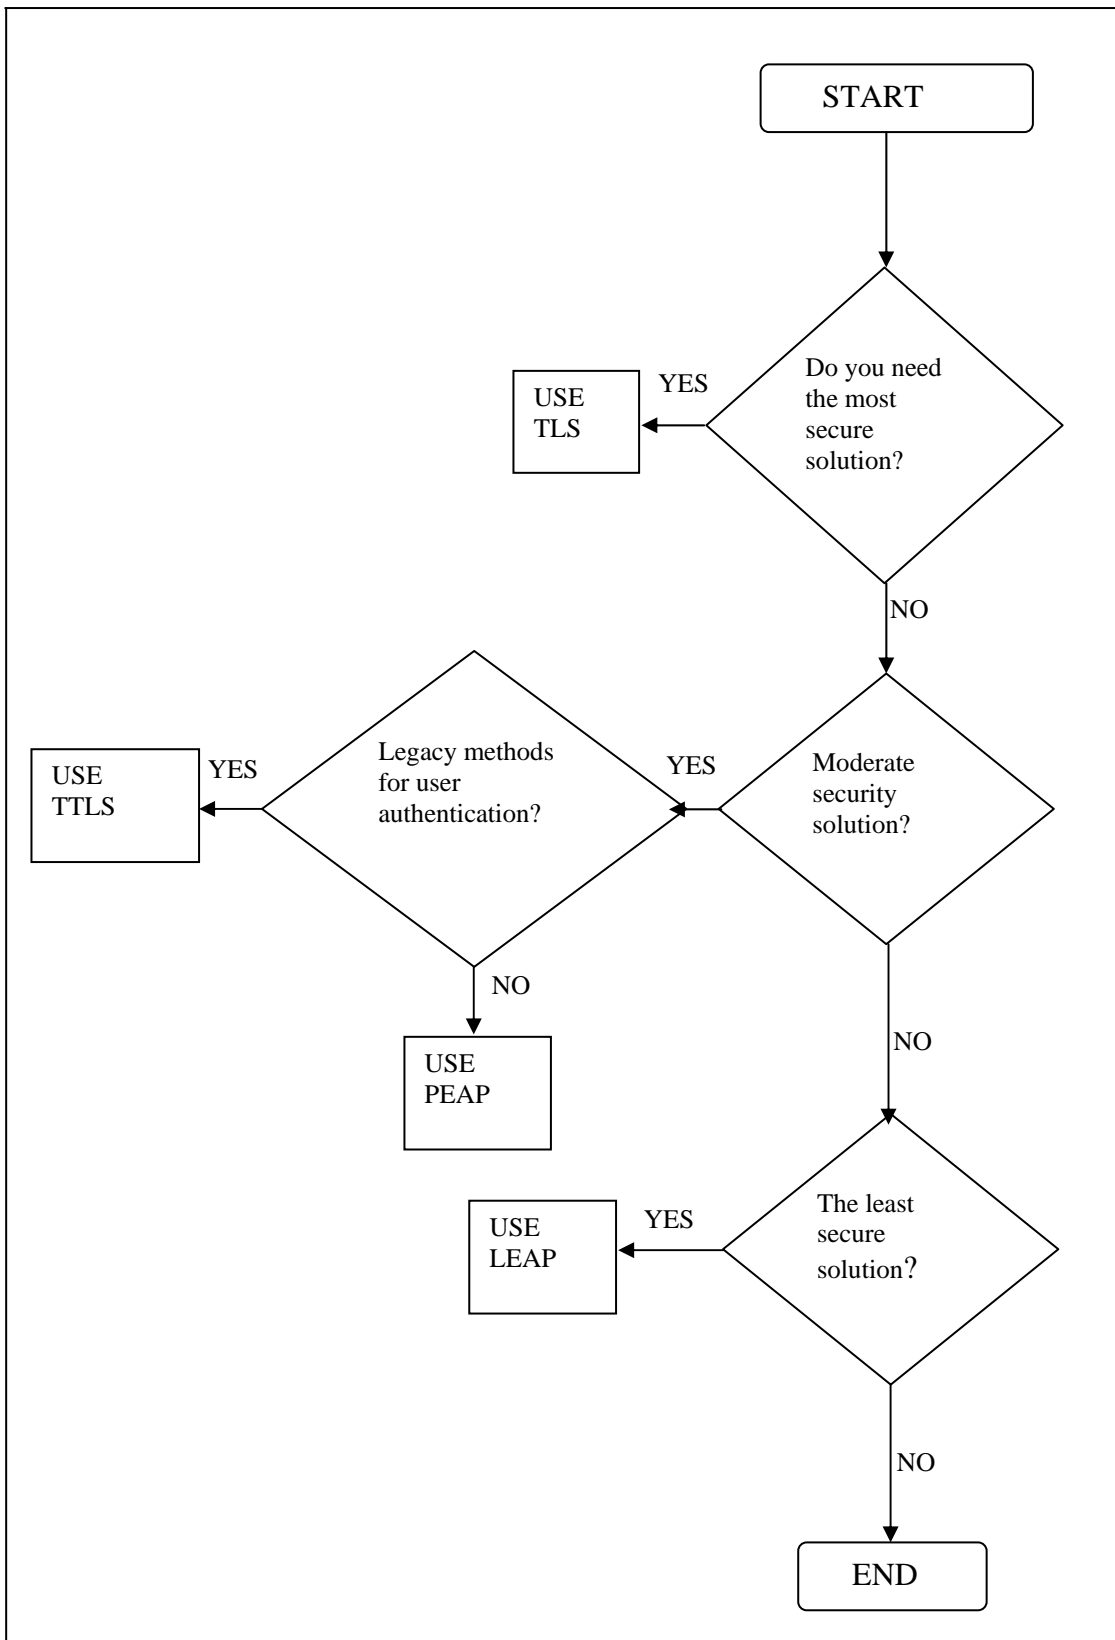 START
Do you need
the most
secure
solution?
YES
USE
TLS
NO
Moderate
security
solution?
YES
Legacy methods
for user
authentication?
YES
USE
TTLS
NO
USE
PEAP
NO
The least
secure
solution?
YES
USE
LEAP
NO
END